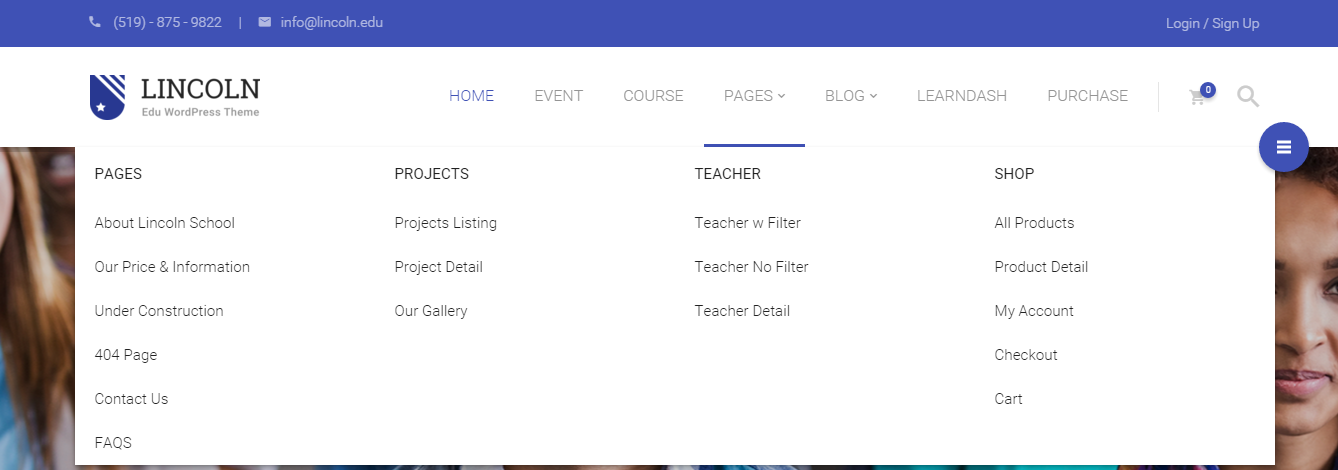 (519) - 875 - 9822 | info@lincoln.edu Login / Sign Up
LINCOLN
Edu WordPress Theme
HOME EVENT COURSE PAGES BLOG LEARNDASH PURCHASE 0
PAGES PROJECTS TEACHER SHOP
About Lincoln School Projects Listing Teacher w Filter All Products
Our Price & Information Project Detail Teacher No Filter Product Detail
Under Construction Our Gallery Teacher Detail My Account
404 Page Checkout
Contact Us Cart
FAQS